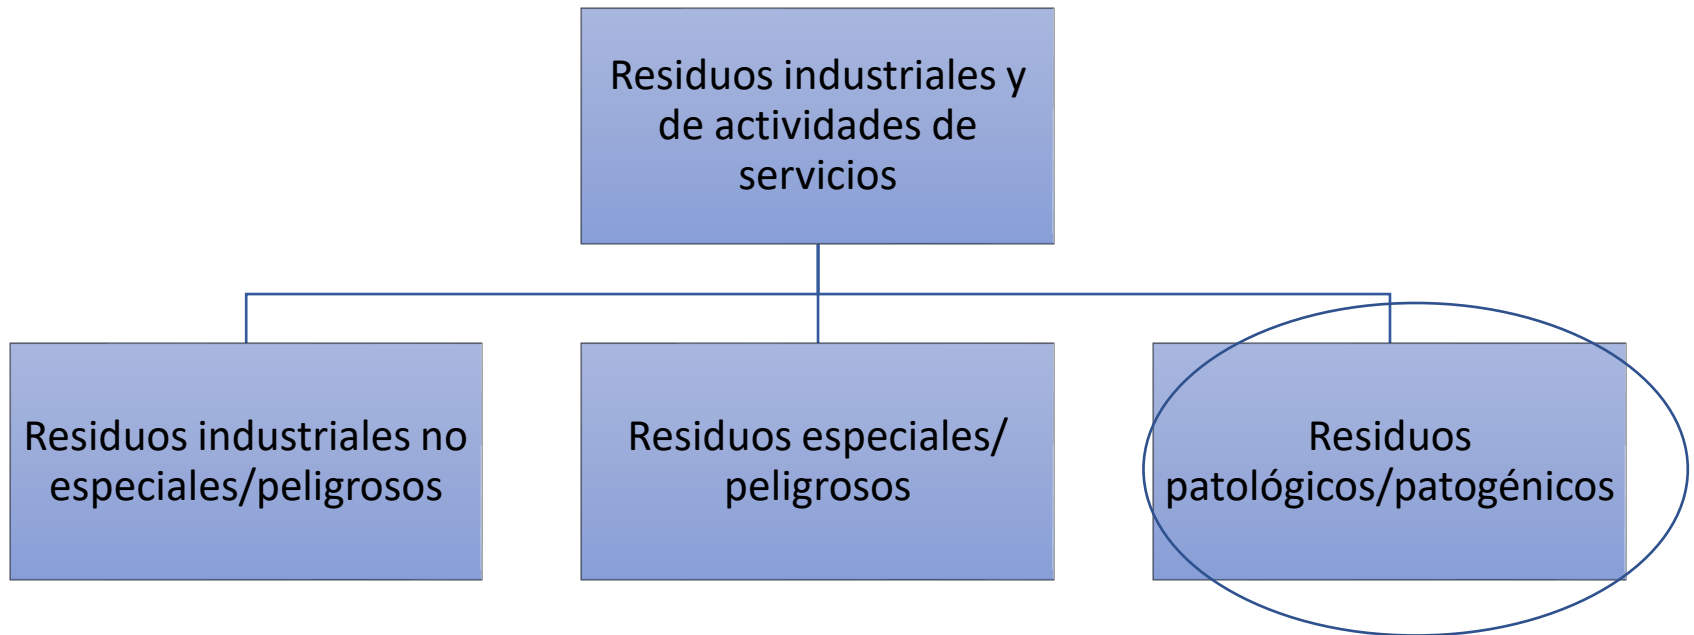 Residuos industriales y
de actividades de
servicios
Residuos industriales no
especiales/peligrosos
Residuos especiales/
peligrosos
Residuos
patológicos/patogénicos